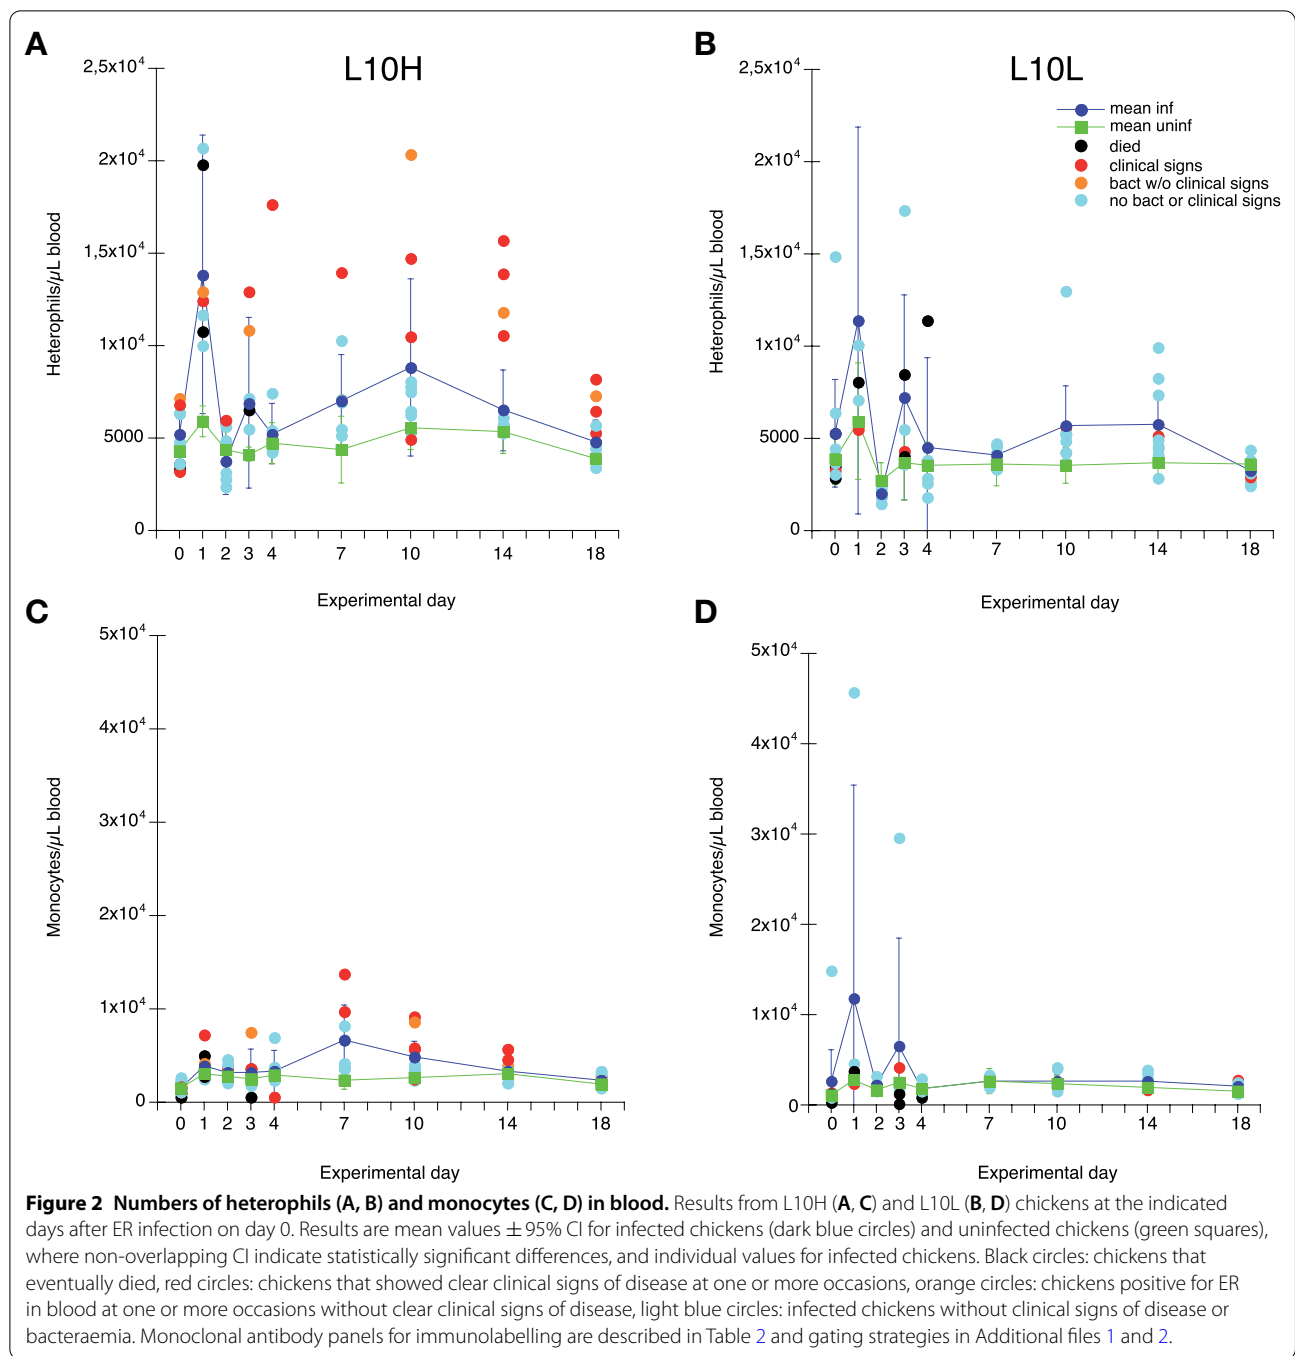 A
L10H
2,5x10⁴
2x10⁴
1,5x10⁴
1x10⁴
5000
0
Heterophils/µL blood
0 1 2 3 4 7 10 14 18
Experimental day
B
L10L
2,5x10⁴
2x10⁴
1,5x10⁴
1x10⁴
5000
0
Heterophils/µL blood
mean inf
mean uninf
died
clinical signs
bact w/o clinical signs
no bact or clinical signs
0 1 2 3 4 7 10 14 18
Experimental day
C
5x10⁴
4x10⁴
3x10⁴
2x10⁴
1x10⁴
0
Monocytes/µL blood
0 1 2 3 4 7 10 14 18
Experimental day
D
5x10⁴
4x10⁴
3x10⁴
2x10⁴
1x10⁴
0
Monocytes/µL blood
0 1 2 3 4 7 10 14 18
Experimental day
Figure 2 Numbers of heterophils (A, B) and monocytes (C, D) in blood. Results from L10H (A, C) and L10L (B, D) chickens at the indicated
days after ER infection on day 0. Results are mean values ± 95% CI for infected chickens (dark blue circles) and uninfected chickens (green squares),
where non-overlapping CI indicate statistically significant differences, and individual values for infected chickens. Black circles: chickens that
eventually died, red circles: chickens that showed clear clinical signs of disease at one or more occasions, orange circles: chickens positive for ER
in blood at one or more occasions without clear clinical signs of disease, light blue circles: infected chickens without clinical signs of disease or
bacteraemia. Monoclonal antibody panels for immunolabelling are described in Table 2 and gating strategies in Additional files 1 and 2.